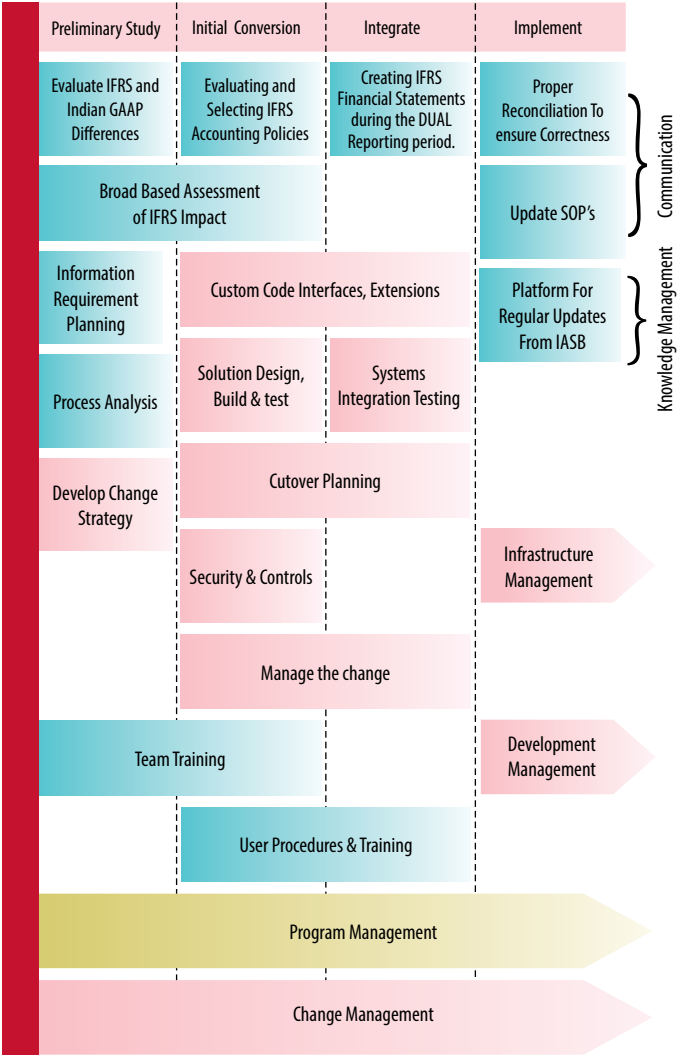 Preliminary Study
Initial Conversion
Integrate
Implement
Evaluate IFRS and
Indian GAAP
Differences
Evaluating and
Selecting IFRS
Accounting Policies
Creating IFRS
Financial Statements
during the DUAL
Reporting period.
Proper
Reconciliation To
ensure Correctness
Communication
Broad Based Assessment
of IFRS Impact
Update SOP's
Information
Requirement
Planning
Custom Code Interfaces, Extensions
Platform For
Regular Updates
From IASB
Knowledge Management
Process Analysis
Solution Design,
Build & test
Systems
Integration Testing
Develop Change
Strategy
Cutover Planning
Security & Controls
Infrastructure
Management
Manage the change
Team Training
Development
Management
User Procedures & Training
Program Management
Change Management